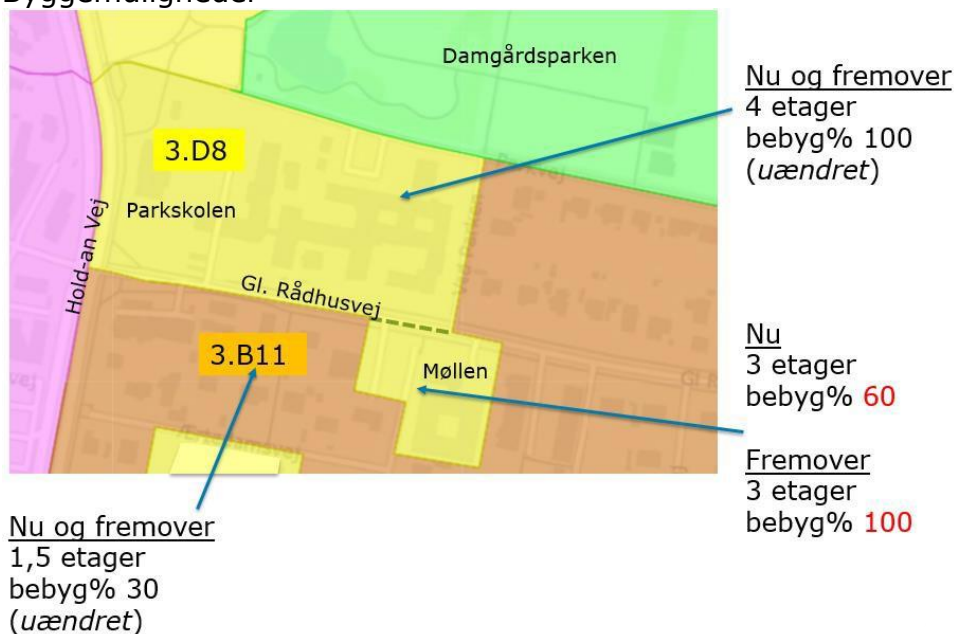 Byggemuligheder
Damgårdsparken
3.D8
Parkskolen
Hold-an Vej
Gl. Rådhusvej
3.B11
Møllen
Nu og fremover
4 etager
bebyg% 100
(uændret)
Nu
3 etager
bebyg% 60
Fremover
3 etager
bebyg% 100
Nu og fremover
1,5 etager
bebyg% 30
(uændret)